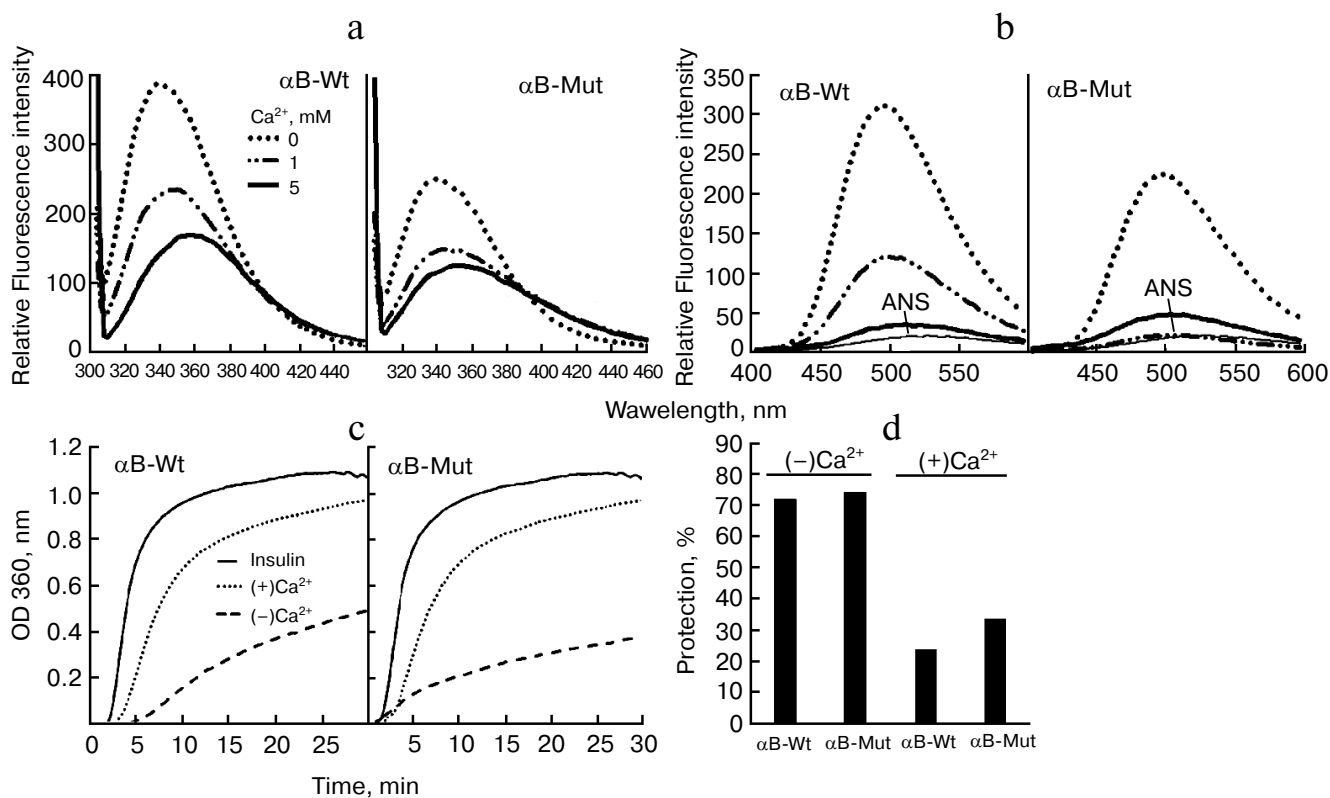 a
Relative Fluorescence intensity
400
300
200
100
0
αB-Wt
Ca²⁺, mM
0
1
5
αB-Mut
300 320 340 360 380 400 420 440
320 340 360 380 400 420 440 460
b
Relative Fluorescence intensity
350
300
250
200
150
100
50
0
αB-Wt
ANS
αB-Mut
ANS
400 450 500 550
450 500 550 600
Wawelength, nm
c
OD 360, nm
1.2
1.0
0.8
0.6
0.4
0.2
αB-Wt
Insulin
(+)Ca²⁺
(−)Ca²⁺
αB-Mut
0 5 10 15 20 25
5 10 15 20 25 30
Time, min
d
Protection, %
90
80
70
60
50
40
30
20
10
0
(−)Ca²⁺
(+)Ca²⁺
αB-Wt αB-Mut αB-Wt αB-Mut